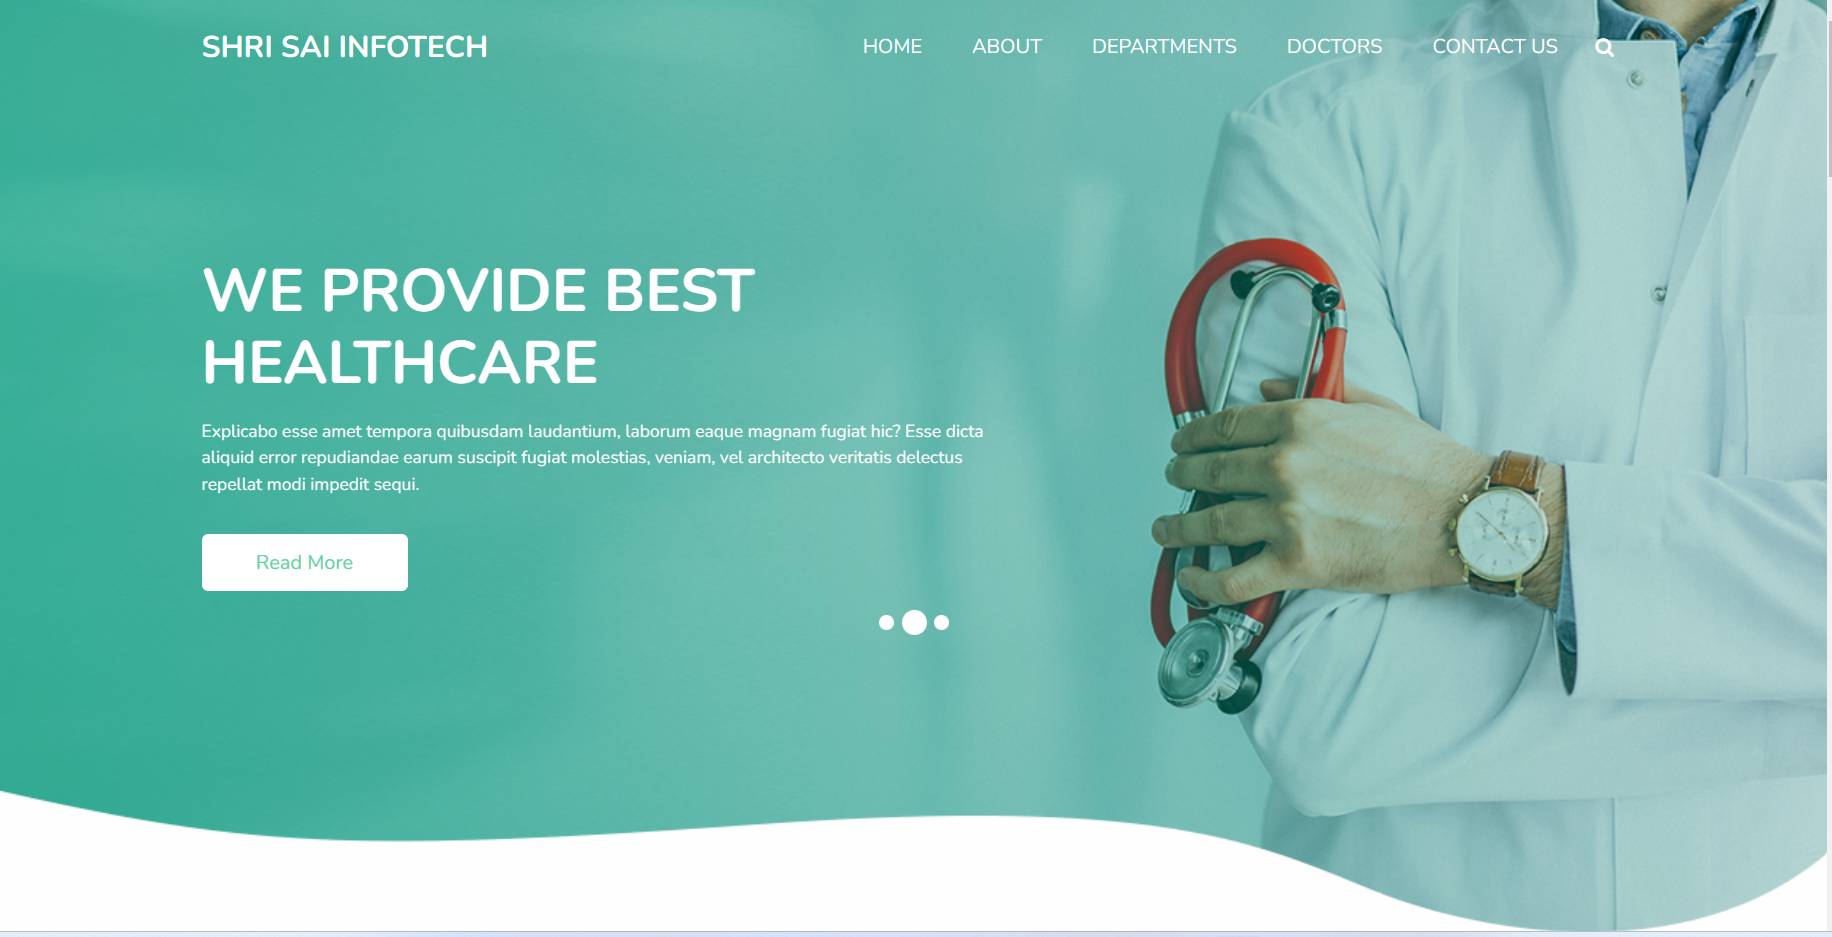 SHRI SAI INFOTECH
HOME ABOUT DEPARTMENTS DOCTORS CONTACT US
WE PROVIDE BEST
HEALTHCARE
Explicabo esse amet tempora quibusdam laudantium, laborum eaque magnam fugiat hic? Esse dicta
aliquid error repudiandae earum suscipit fugiat molestias, veniam, vel architecto veritatis delectus
repellat modi impedit sequi.
Read More